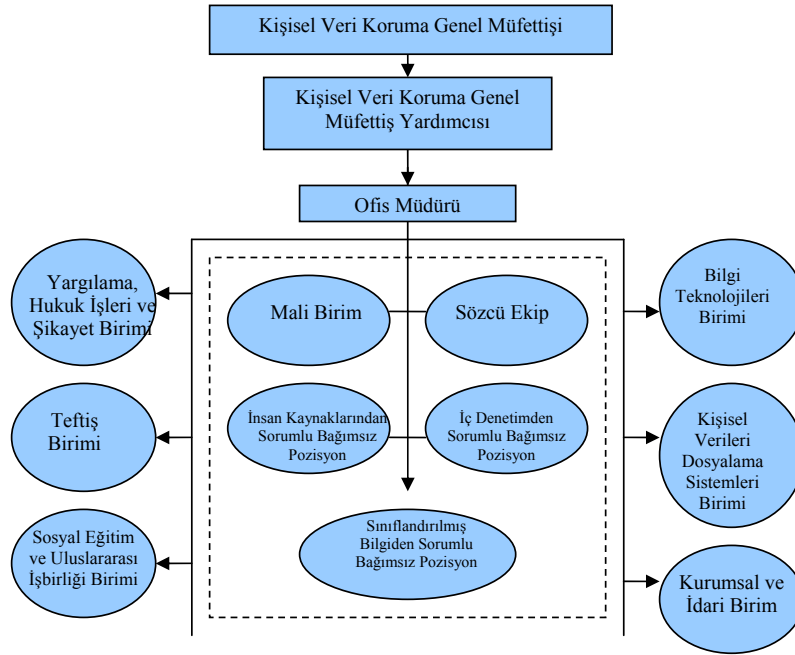 Kişisel Veri Koruma Genel Müfettişi
Kişisel Veri Koruma Genel
Müfettiş Yardımcısı
Ofis Müdürü
Yargılama,
Hukuk İşleri ve
Şikayet Birimi
Teftiş
Birimi
Sosyal Eğitim
ve Uluslararası
İşbirliği Birimi
Mali Birim
Sözcü Ekip
İnsan Kaynaklarından
Sorumlu Bağımsız
Pozisyon
İç Denetimden
Sorumlu Bağımsız
Pozisyon
Sınıflandırılmış
Bilgiden Sorumlu
Bağımsız Pozisyon
Bilgi
Teknolojileri
Birimi
Kişisel
Verileri
Dosyalama
Sistemleri
Birimi
Kurumsal ve
İdari Birim